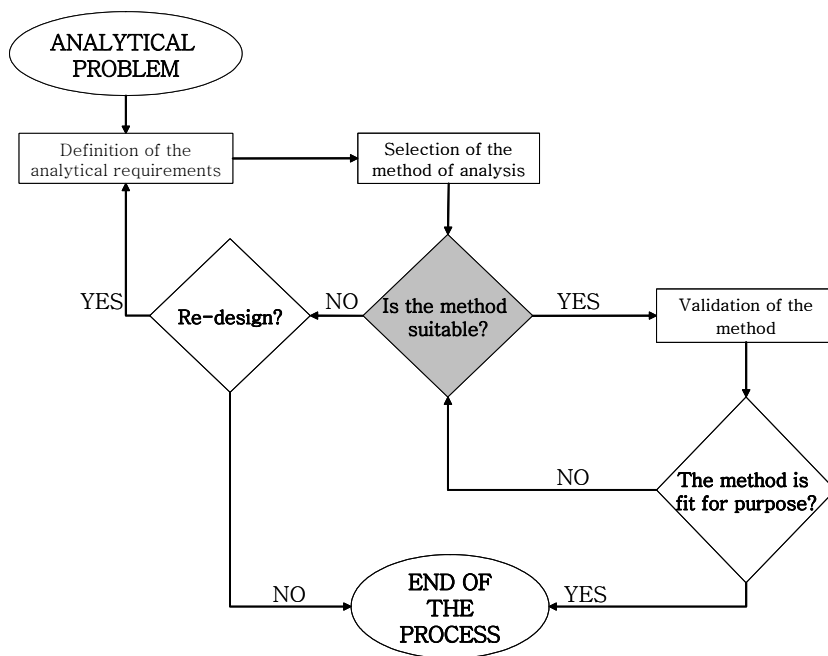 ANALYTICAL
PROBLEM
Definition of the
analytical requirements
Selection of the
method of analysis
YES
Re-design?
NO
Is the method
suitable?
YES
Validation of the
method
NO
The method is
fit for purpose?
NO
END OF
THE
PROCESS
YES